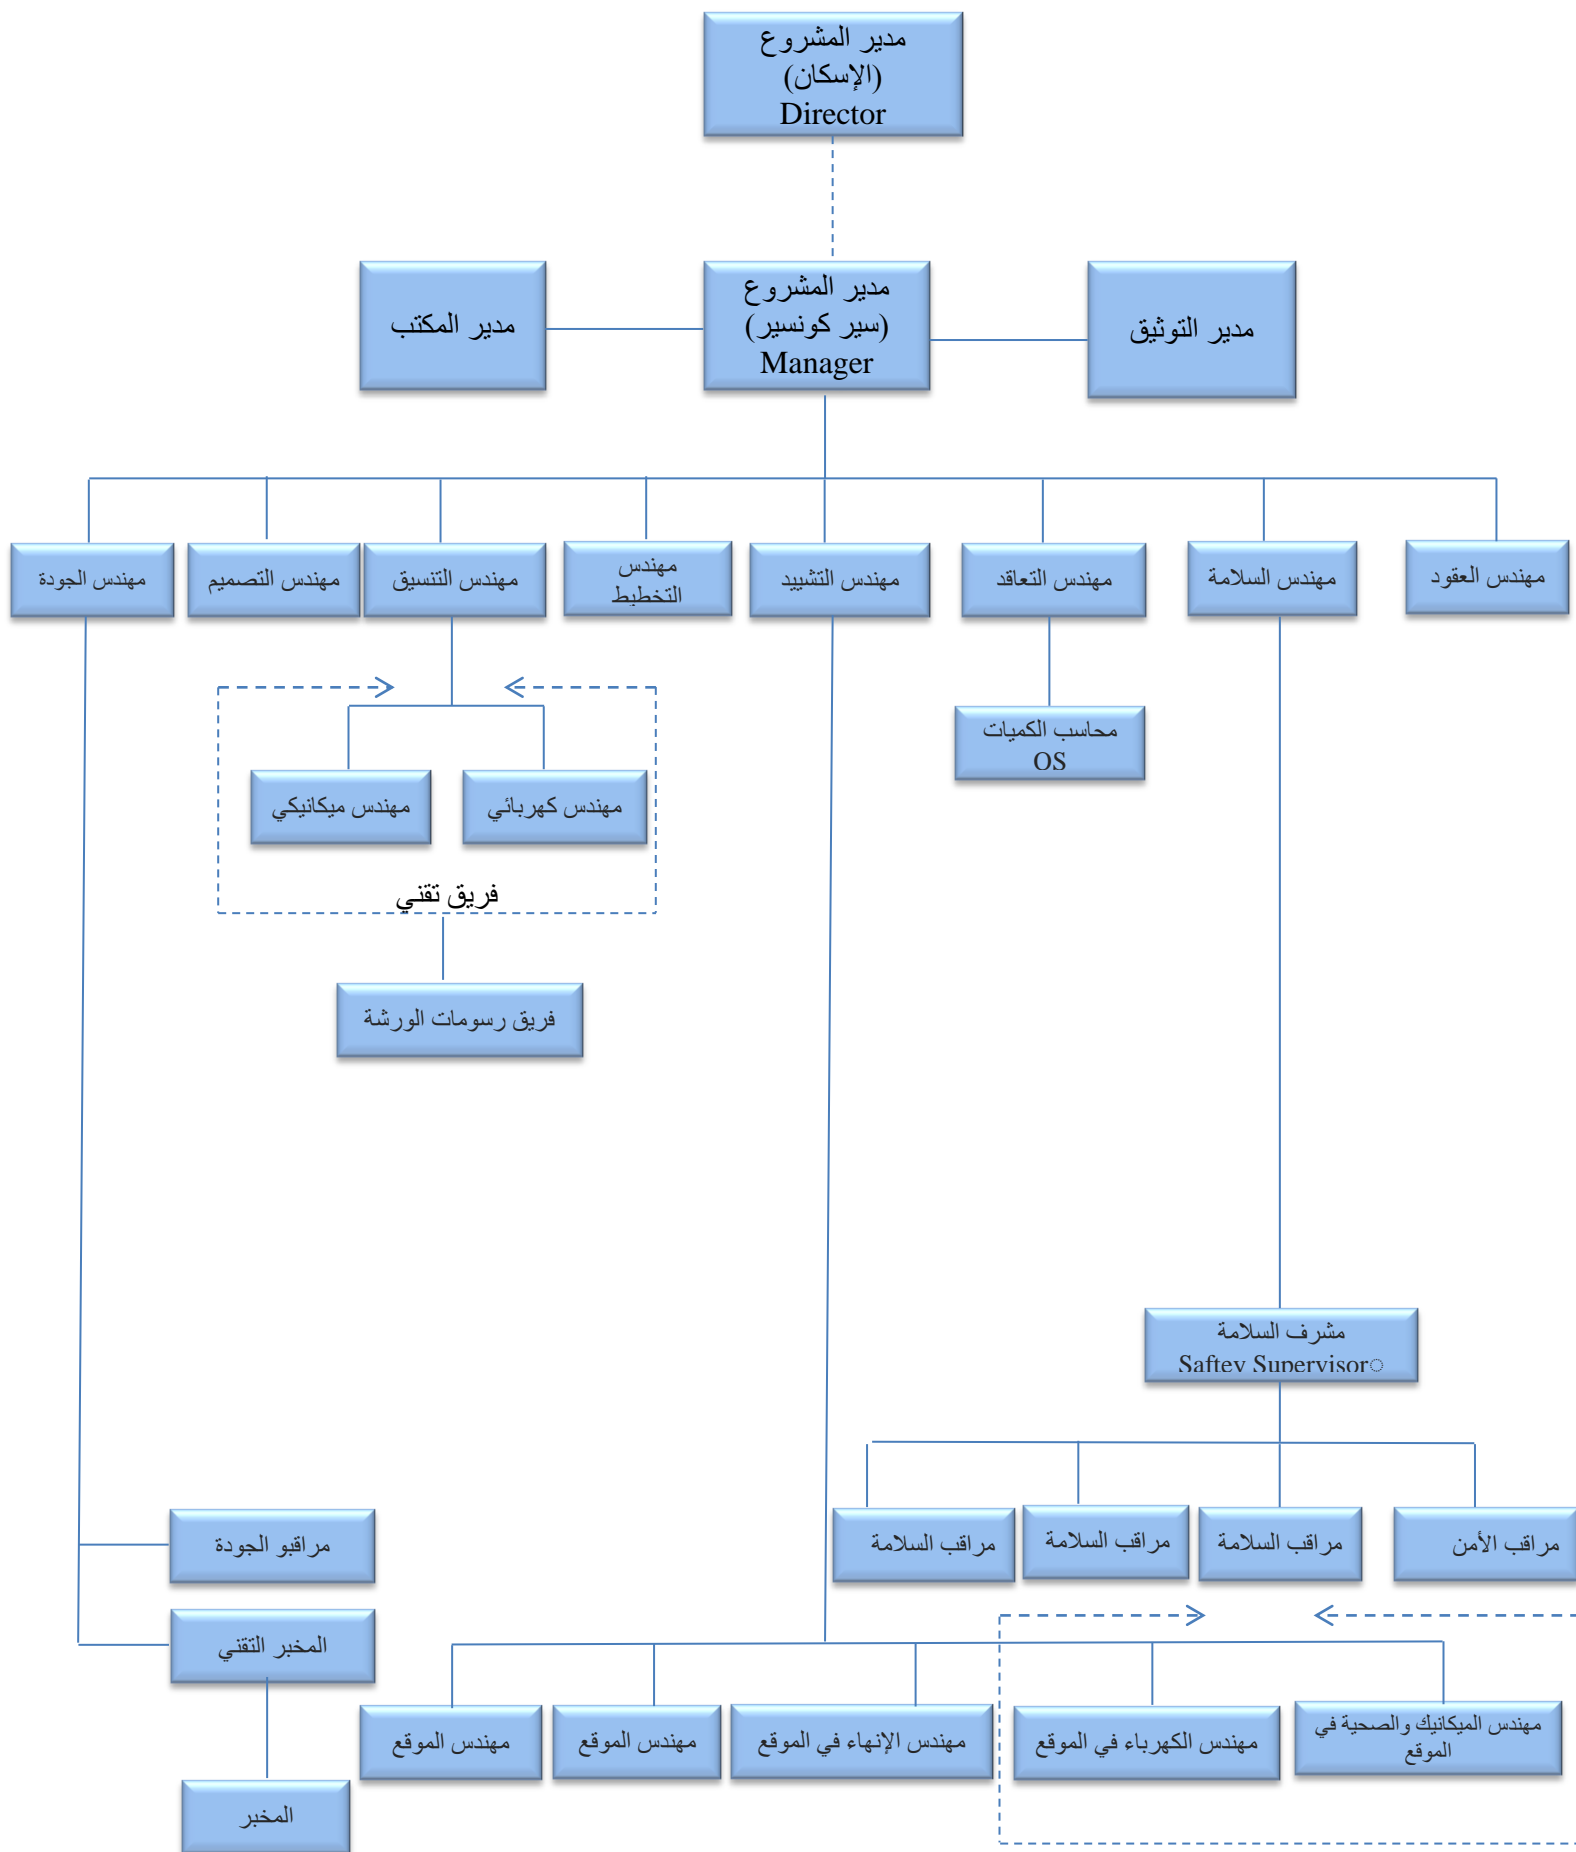 مدير المشروع
(الإسكان)
Director
مدير التوثيق
مدير المشروع
(سير كونسير)
Manager
مدير المكتب
مهندس العقود
مهندس السلامة
مهندس التعاقد
مهندس التشييد
مهندس
التخطيط
مهندس التنسيق
مهندس التصميم
مهندس الجودة
محاسب الكميات
OS
مهندس كهربائي
مهندس ميكانيكي
فريق تقني
فريق رسومات الورشة
مشرف السلامة
Saftey Supervisor
مراقب الأمن
مراقب السلامة
مراقب السلامة
مراقب السلامة
مراقبو الجودة
المخبر التقني
مهندس الميكانيك والصحية في
الموقع
مهندس الكهرباء في الموقع
مهندس الإنهاء في الموقع
مهندس الموقع
مهندس الموقع
المخبر